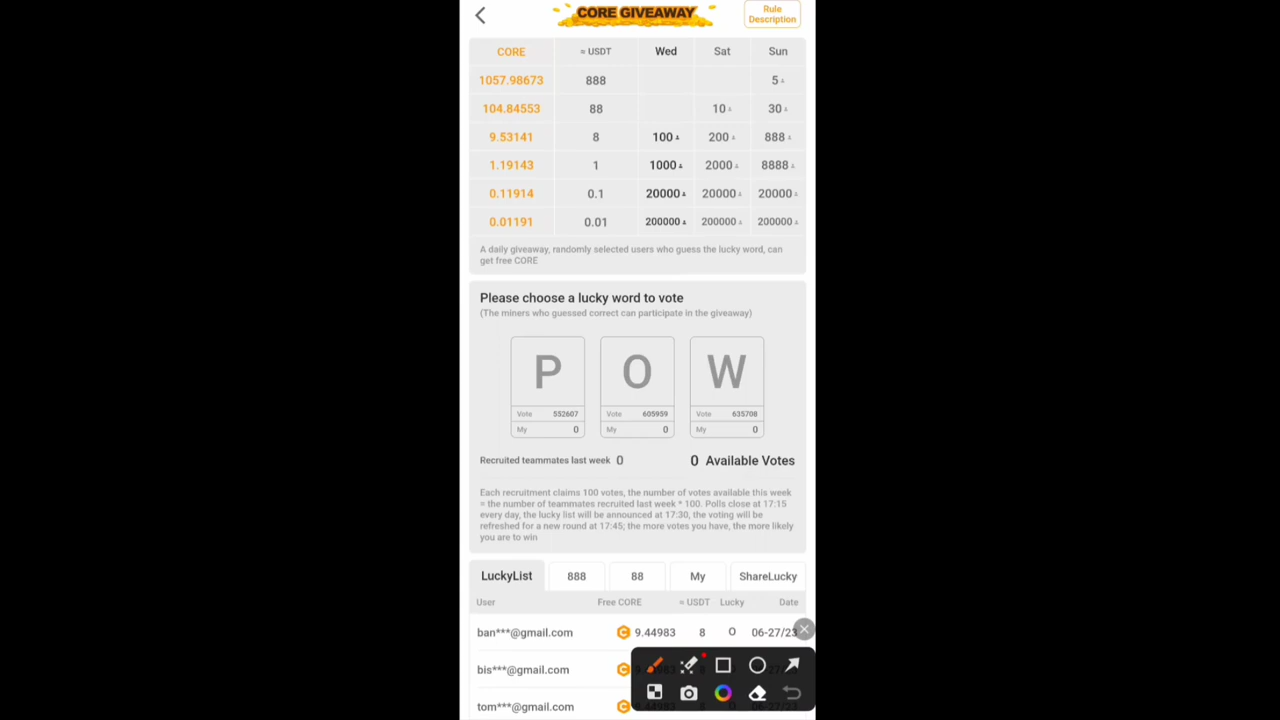 CORE GIVEAWAY
Rule
Description
CORE ≈ USDT Wed Sat Sun
1057.98673 888 5
104.84553 88 10 30
9.53141 8 100 200 888
1.19143 1 1000 2000 8888
0.11914 0.1 20000 20000 20000
0.01191 0.01 200000 200000 200000
A daily giveaway, randomly selected users who guess the lucky word, can
get free CORE
Please choose a lucky word to vote
(The miners who guessed correct can participate in the giveaway)
P O W
Vote 552607 Vote 605959 Vote 635708
My 0 My 0 My 0
Recruited teammates last week 0 0 Available Votes
Each recruitment claims 100 votes, the number of votes available this week
= the number of teammates recruited last week * 100. Polls close at 17:15
every day, the lucky list will be announced at 17:30, the voting will be
refreshed for a new round at 17:45; the more votes you have, the more likely
you are to win
LuckyList 888 88 My ShareLucky
User Free CORE ≈ USDT Lucky Date
ban***@gmail.com 9.44983 8 O 06-27/23
bis***@gmail.com
tom***@gmail.com